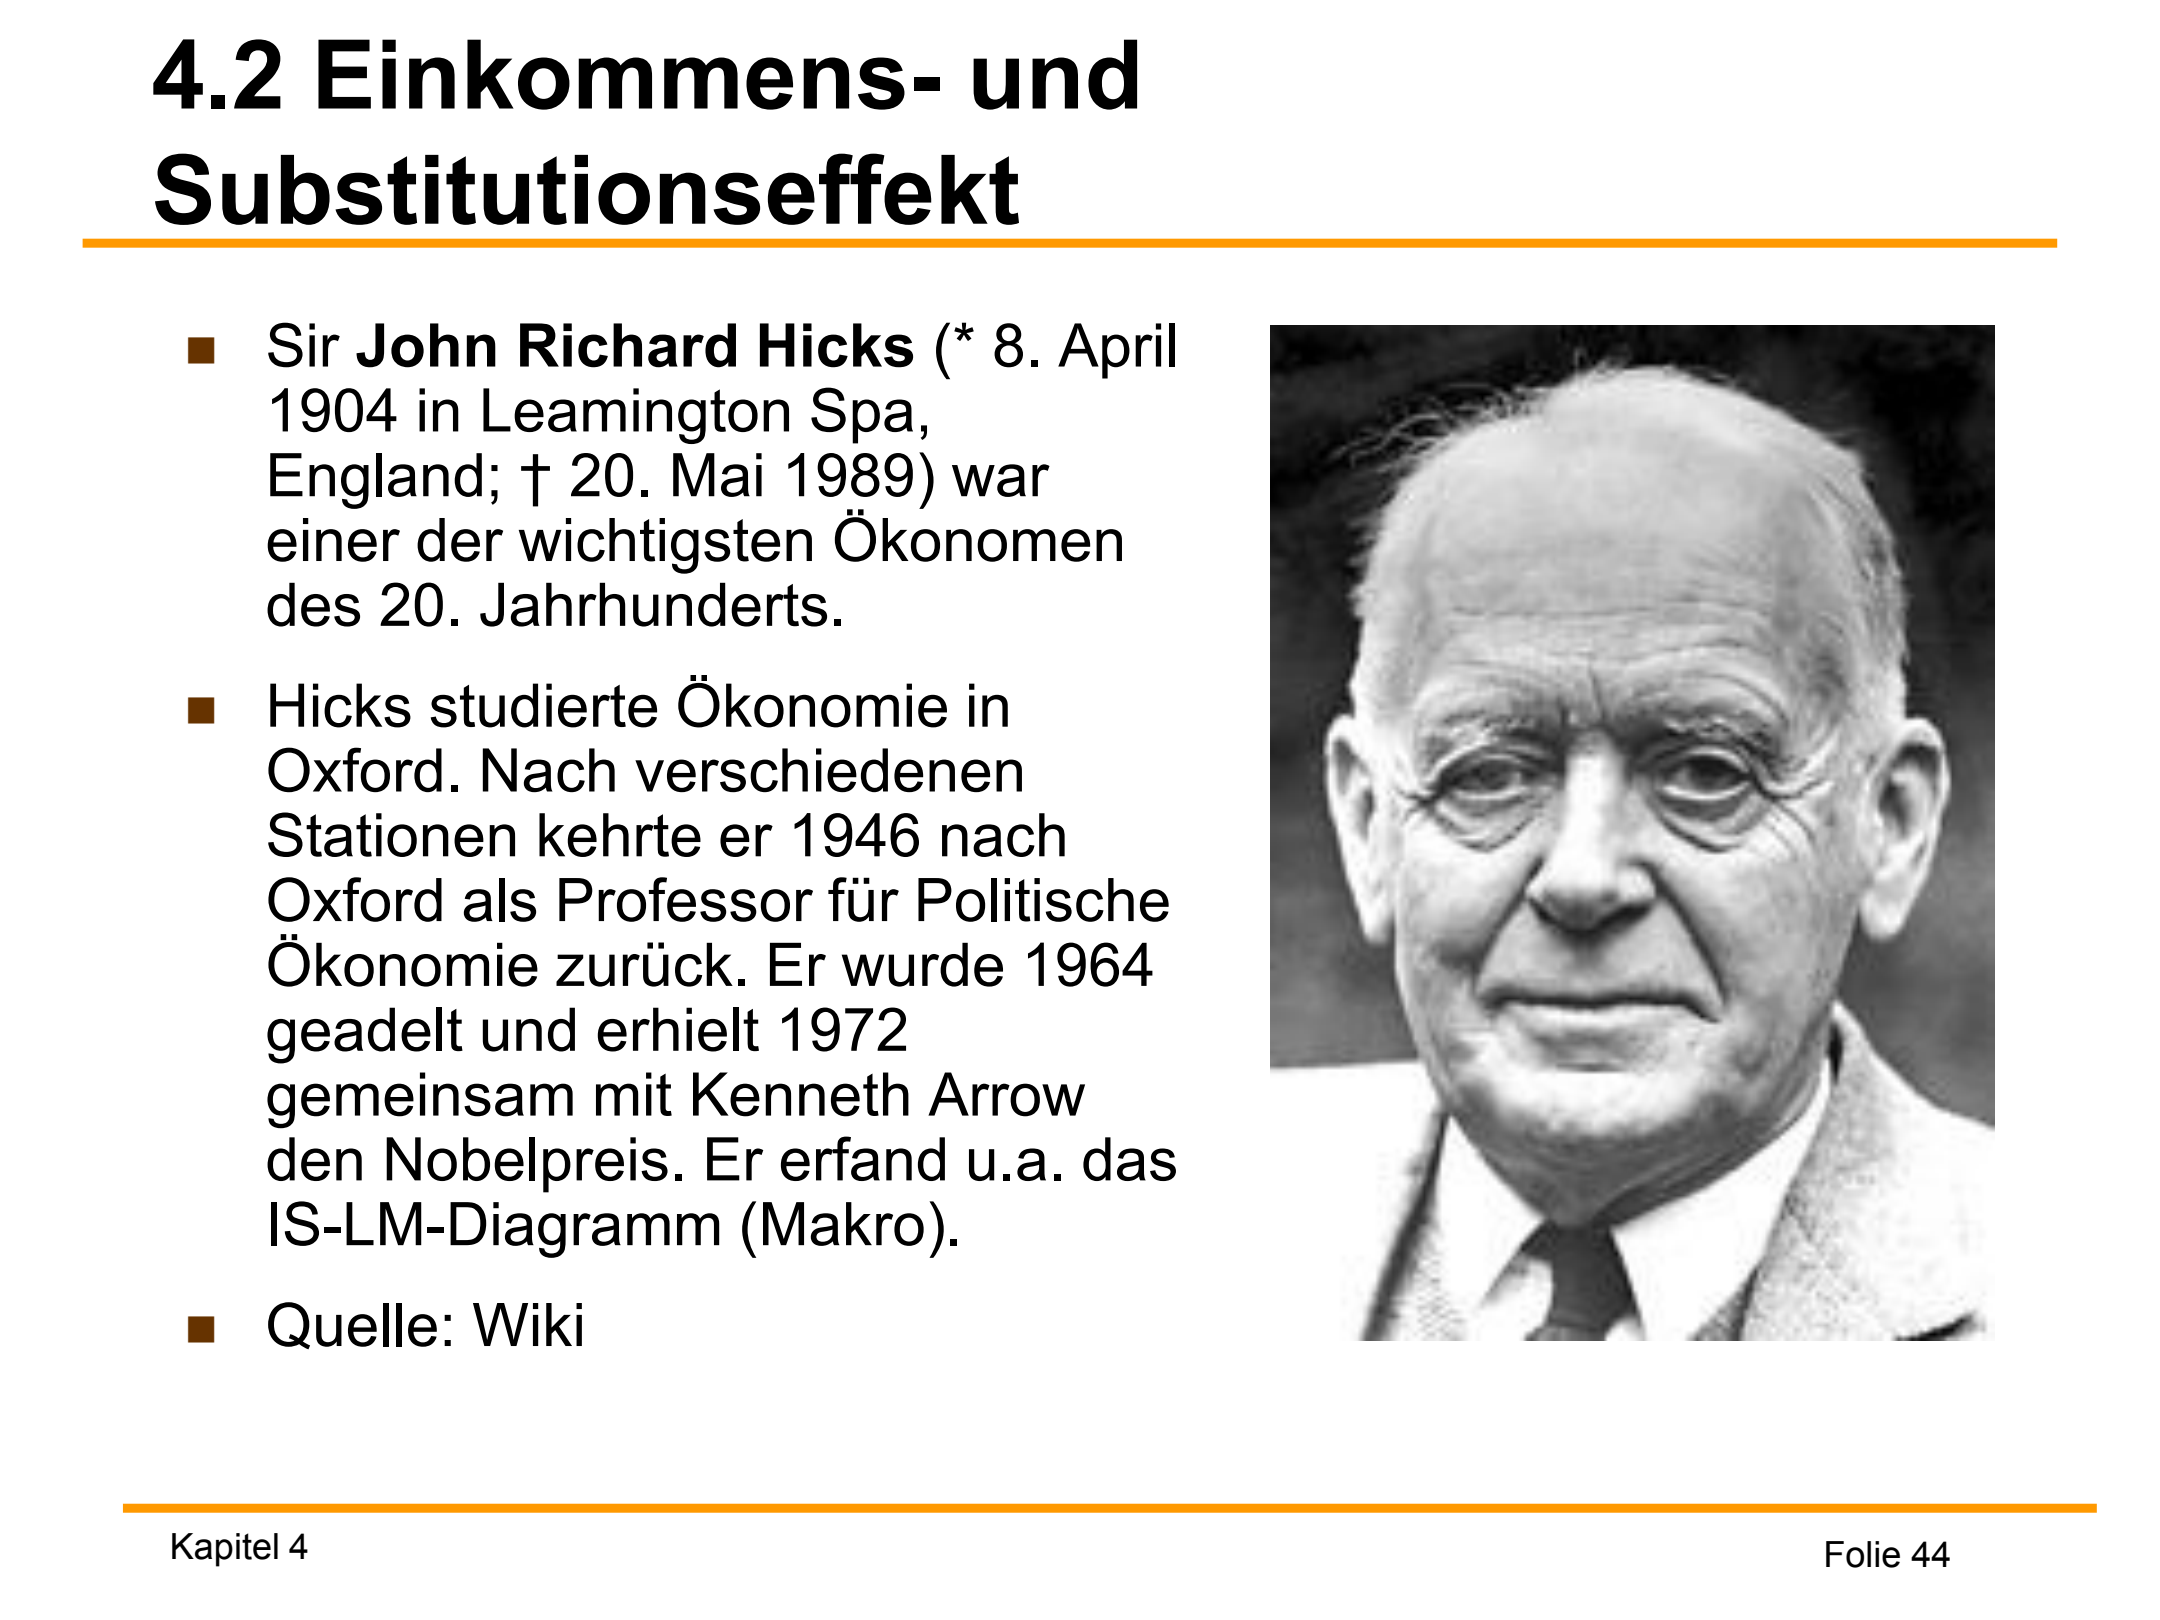 4.2 Einkommens- und
Substitutionseffekt
■ Sir John Richard Hicks (* 8. April
1904 in Leamington Spa,
England; † 20. Mai 1989) war
einer der wichtigsten Ökonomen
des 20. Jahrhunderts.
■ Hicks studierte Ökonomie in
Oxford. Nach verschiedenen
Stationen kehrte er 1946 nach
Oxford als Professor für Politische
Ökonomie zurück. Er wurde 1964
geadelt und erhielt 1972
gemeinsam mit Kenneth Arrow
den Nobelpreis. Er erfand u.a. das
IS-LM-Diagramm (Makro).
■ Quelle: Wiki
Kapitel 4
Folie 44